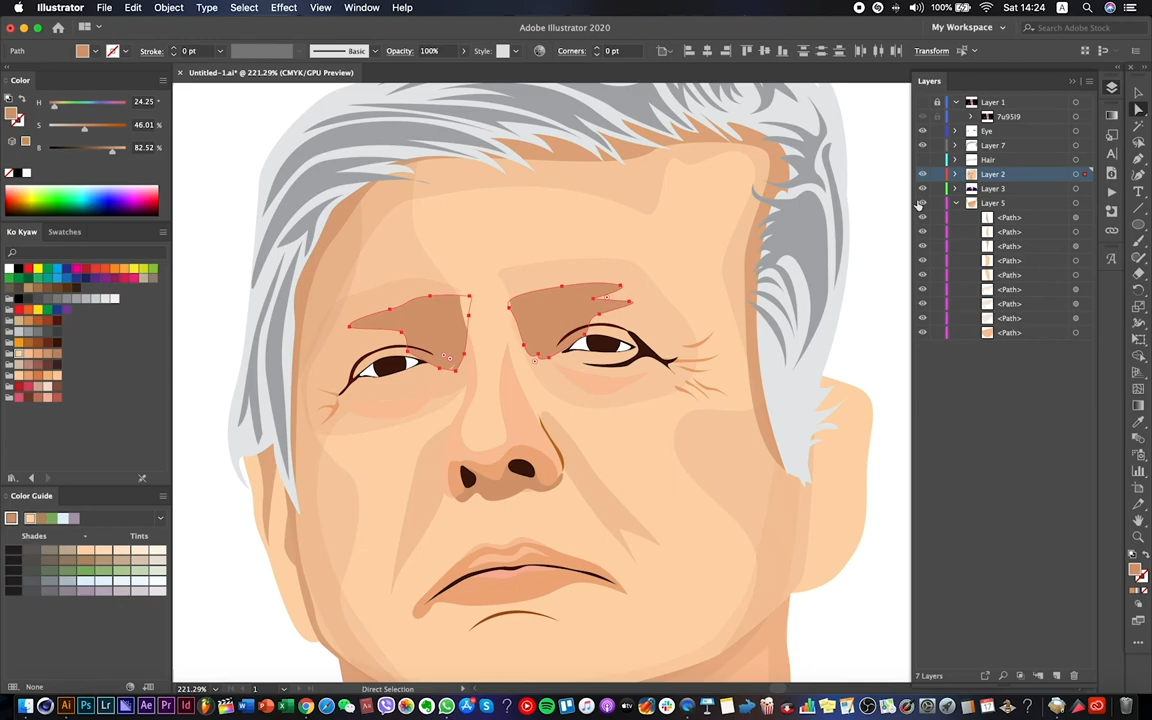 Illustrator File Edit Object Type Select Effect View Window Help
100% Sat 14:24
Adobe Illustrator 2020
My Workspace
Search Adobe Stock
Path
Stroke: 0 pt
Basic
Opacity: 100%
Style:
Corners: 0 pt
Transform
Color
Untitled-1.ai* @ 221.29% (CMYK/GPU Preview)
Layers
H 24.25 °
S 46.01 %
B 82.52 %
Layer 1
7u95I9
Eye
Layer 7
Hair
Layer 2
Layer 3
Layer 5
<Path>
<Path>
<Path>
<Path>
<Path>
<Path>
<Path>
<Path>
<Path>
Ko Kyaw Swatches
Color Guide
Shades Tints
None
221.29% 1 Direct Selection
7 Layers